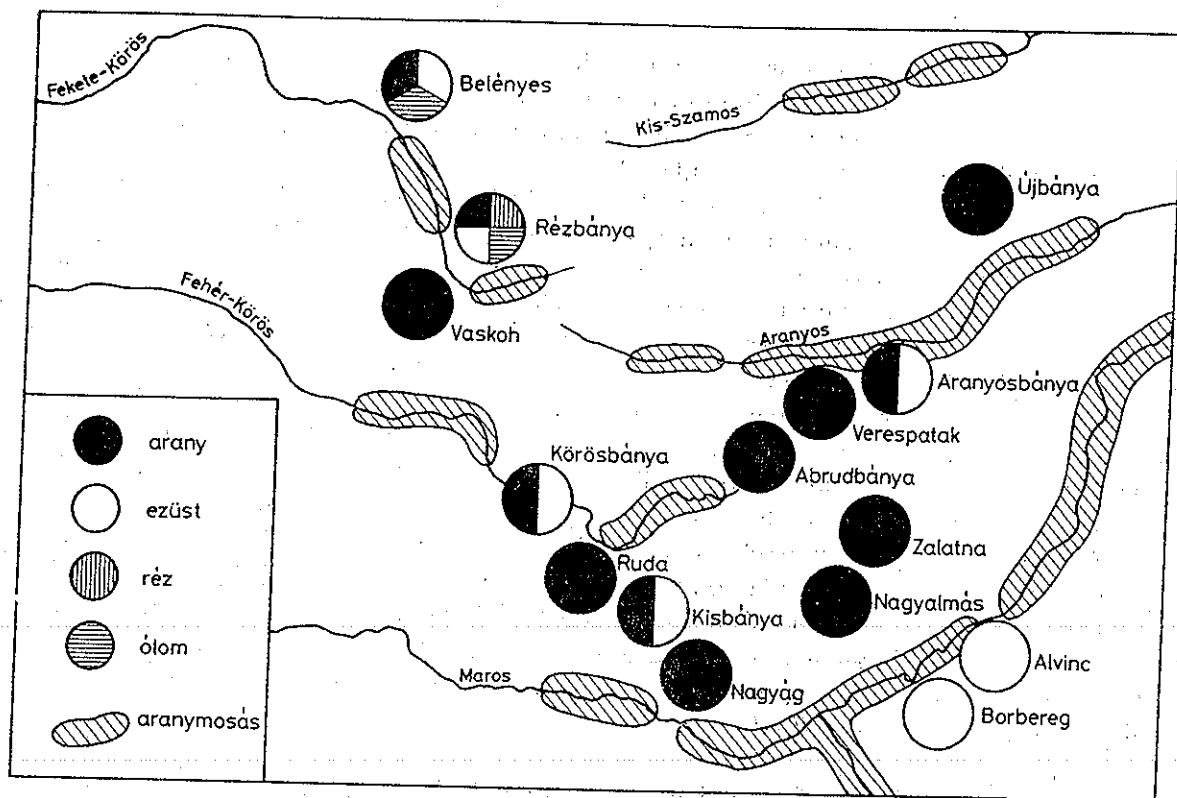 Fekete-Körös
Belényes
Kis-Szamos
Újbánya
Rézbánya
Fehér-Körös
Vaskoh
Aranyos
Aranyosbánya
Verespatak
Körösbánya
Abrudbánya
Zalatna
Ruda
Nagyalmás
Kisbánya
Alvinc
Maros
Nagyág
Borbereg
arany
ezüst
réz
ólom
aranymosás